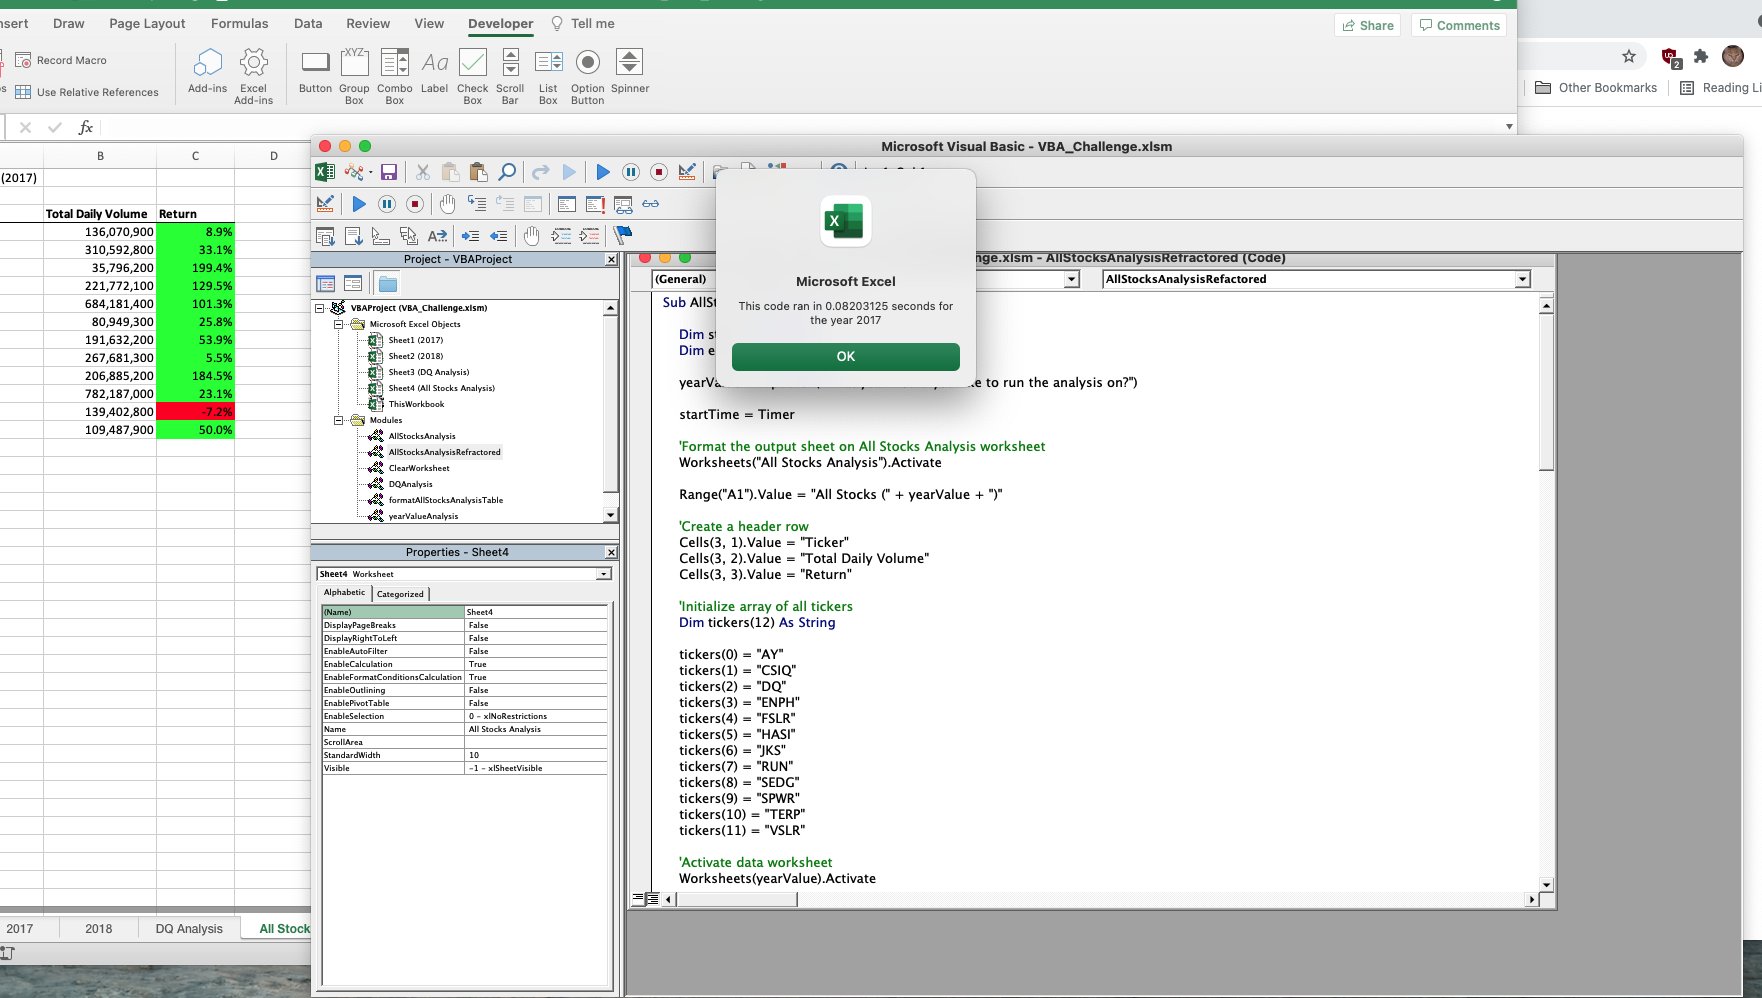 nsert Draw Page Layout Formulas Data Review View Developer Tell me Share Comments
Record Macro
Use Relative References
Add-ins Excel Add-ins Button Group Box Combo Box Label Check Box Scroll Bar List Box Option Button Spinner
XYZ
Aa
fx
2
Other Bookmarks Reading Li
B C D
(2017)
Total Daily Volume Return
136,070,900 8.9%
310,592,800 33.1%
35,796,200 199.4%
221,772,100 129.5%
684,181,400 101.3%
80,949,300 25.8%
191,632,200 53.9%
267,681,300 5.5%
206,885,200 184.5%
782,187,000 23.1%
139,402,800 -7.2%
109,487,900 50.0%
2017 2018 DQ Analysis All Stock
Microsoft Visual Basic - VBA_Challenge.xlsm
Project - VBAProject
VBAProject (VBA_Challenge.xlsm)
Microsoft Excel Objects
Sheet1 (2017)
Sheet2 (2018)
Sheet3 (DQ Analysis)
Sheet4 (All Stocks Analysis)
ThisWorkbook
Modules
AllStocksAnalysis
AllStocksAnalysisRefractored
ClearWorksheet
DQAnalysis
formatAllStocksAnalysisTable
yearValueAnalysis
Properties - Sheet4
Sheet4 Worksheet
Alphabetic Categorized
(Name) Sheet4
DisplayPageBreaks False
DisplayRightToLeft False
EnableAutoFilter False
EnableCalculation True
EnableFormatConditionsCalculation True
EnableOutlining False
EnablePivotTable False
EnableSelection 0 - xlNoRestrictions
Name All Stocks Analysis
ScrollArea
StandardWidth 10
Visible -1 - xlSheetVisible
Microsoft Excel
This code ran in 0.08203125 seconds for
the year 2017
OK
nge.xlsm - AllStocksAnalysisRefractored (Code)
(General) AllStocksAnalysisRefactored
Sub AllSt
Dim st
Dim e
yearVa e to run the analysis on?")
startTime = Timer
'Format the output sheet on All Stocks Analysis worksheet
Worksheets("All Stocks Analysis").Activate
Range("A1").Value = "All Stocks (" + yearValue + ")"
'Create a header row
Cells(3, 1).Value = "Ticker"
Cells(3, 2).Value = "Total Daily Volume"
Cells(3, 3).Value = "Return"
'Initialize array of all tickers
Dim tickers(12) As String
tickers(0) = "AY"
tickers(1) = "CSIQ"
tickers(2) = "DQ"
tickers(3) = "ENPH"
tickers(4) = "FSLR"
tickers(5) = "HASI"
tickers(6) = "JKS"
tickers(7) = "RUN"
tickers(8) = "SEDG"
tickers(9) = "SPWR"
tickers(10) = "TERP"
tickers(11) = "VSLR"
'Activate data worksheet
Worksheets(yearValue).Activate